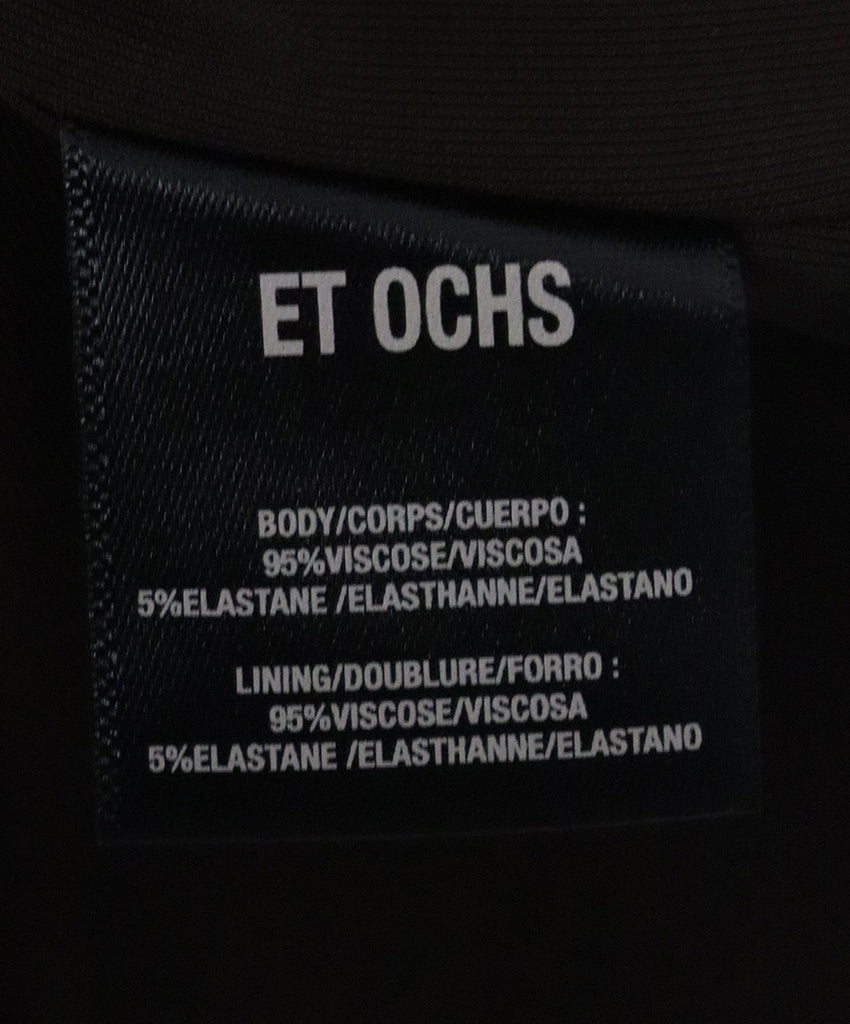 ET OCHS
BODY/CORPS/CUERPO :
95%VISCOSE/VISCOSA
5%ELASTANE /ELASTHANNE/ELASTANO
LINING/DOUBLURE/FORRO :
95%VISCOSE/VISCOSA
5%ELASTANE /ELASTHANNE/ELASTANO